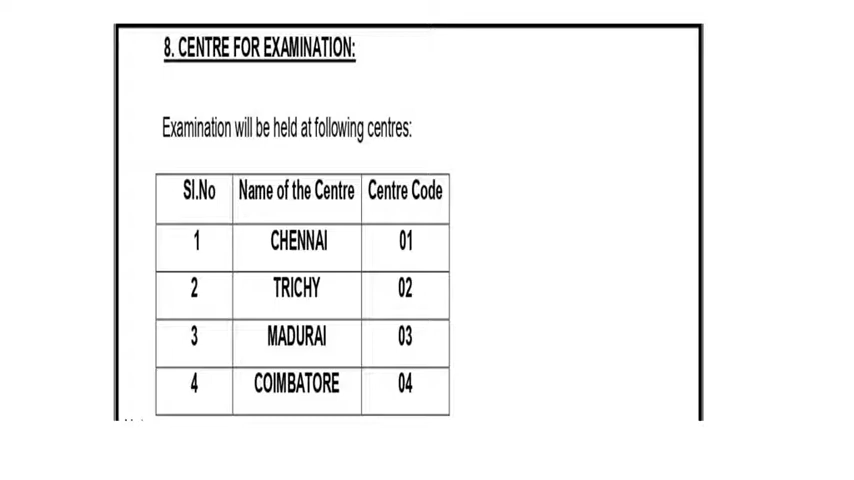 8. CENTRE FOR EXAMINATION:
Examination will be held at following centres:
Sl.No Name of the Centre Centre Code
1 CHENNAI 01
2 TRICHY 02
3 MADURAI 03
4 COIMBATORE 04